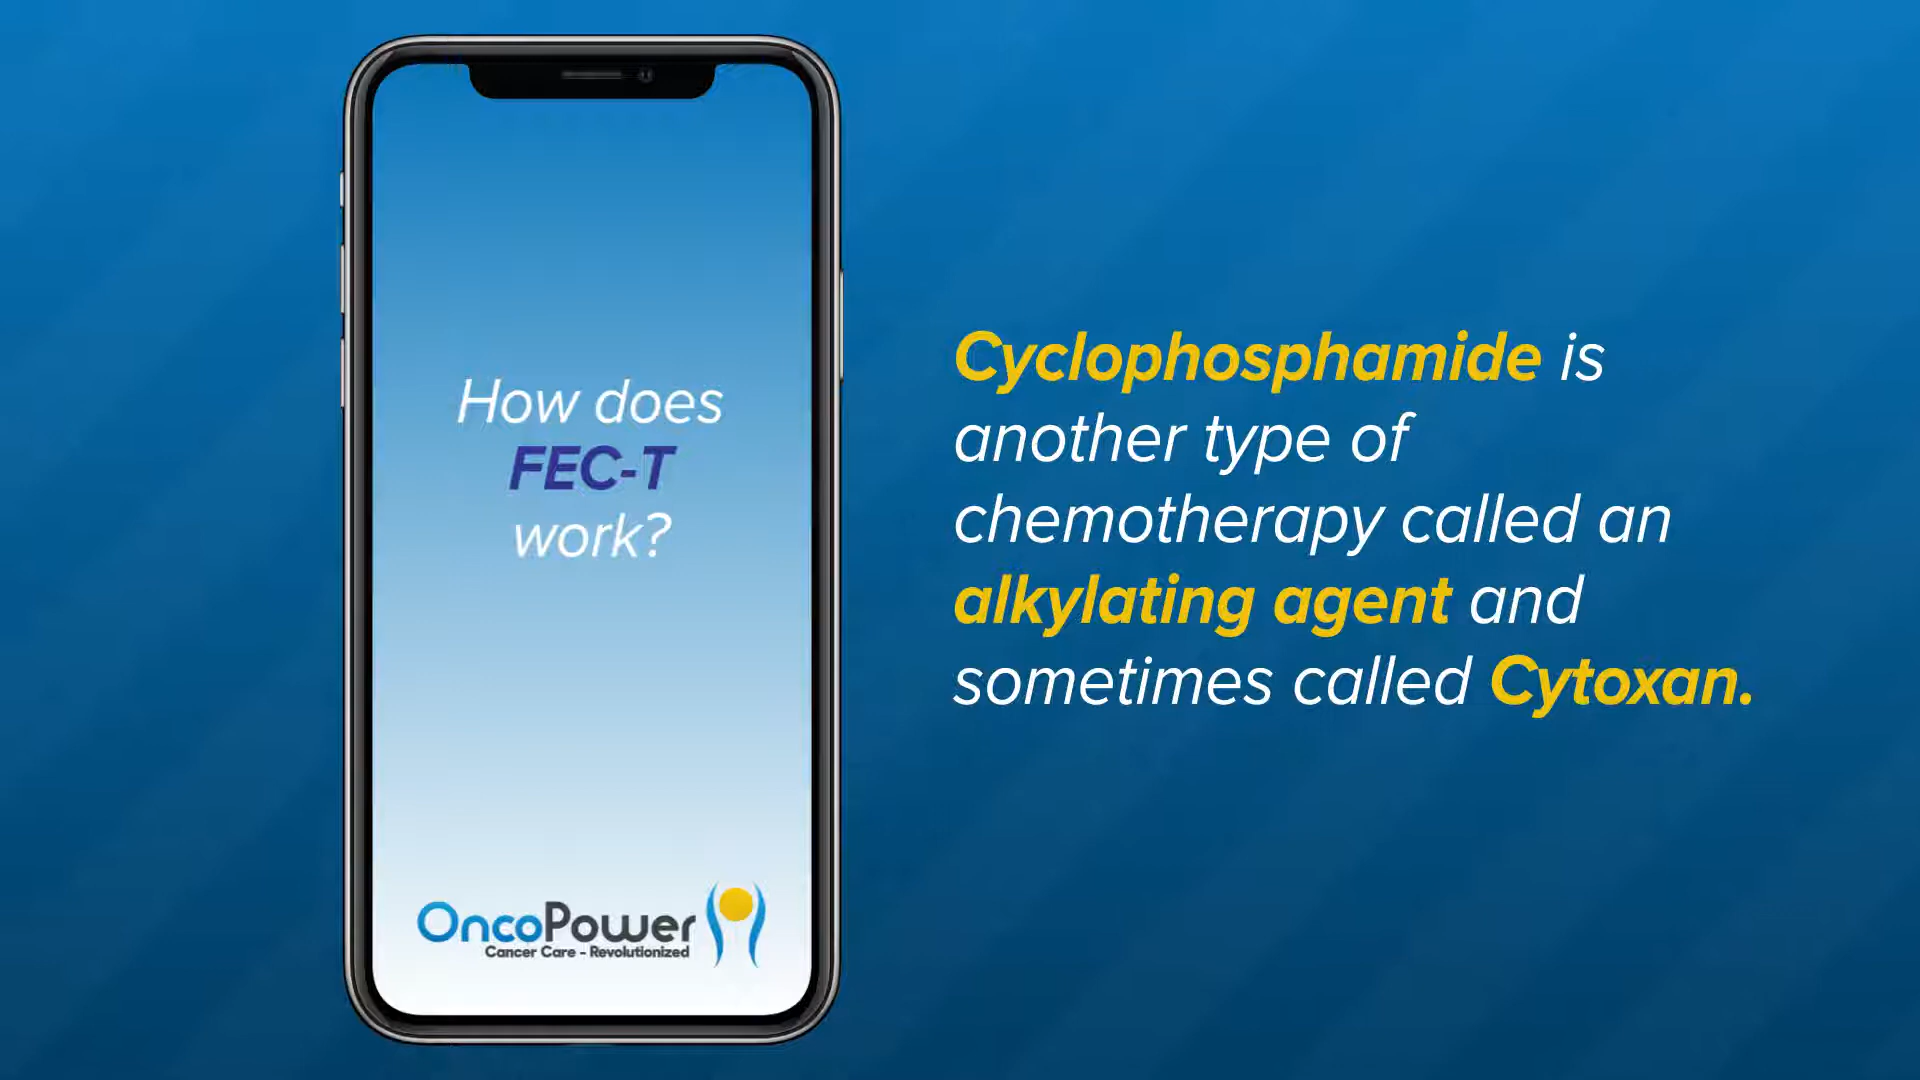 How does
FEC-T
work?
OncoPower
Cancer Care - Revolutionized
Cyclophosphamide is
another type of
chemotherapy called an
alkylating agent and
sometimes called Cytoxan.